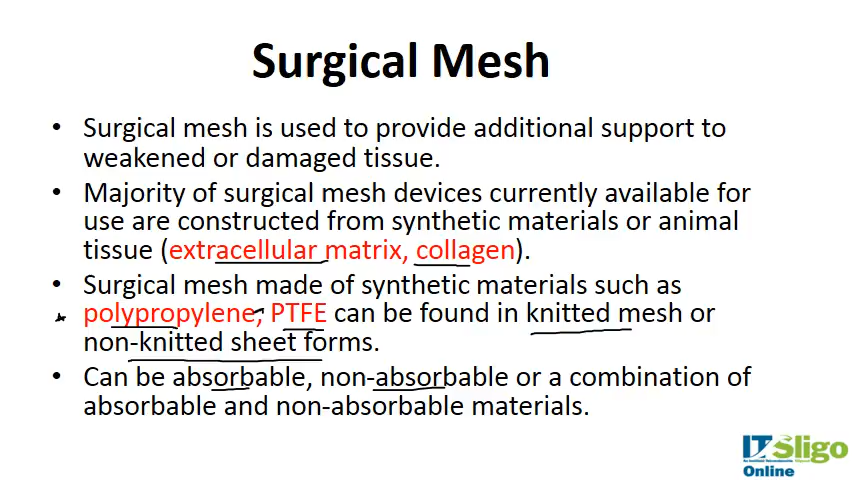 Surgical Mesh
• Surgical mesh is used to provide additional support to
weakened or damaged tissue.
• Majority of surgical mesh devices currently available for
use are constructed from synthetic materials or animal
tissue (extracellular matrix, collagen).
• Surgical mesh made of synthetic materials such as
polypropylene, PTFE can be found in knitted mesh or
non-knitted sheet forms.
• Can be absorbable, non-absorbable or a combination of
absorbable and non-absorbable materials.
IT Sligo
Online